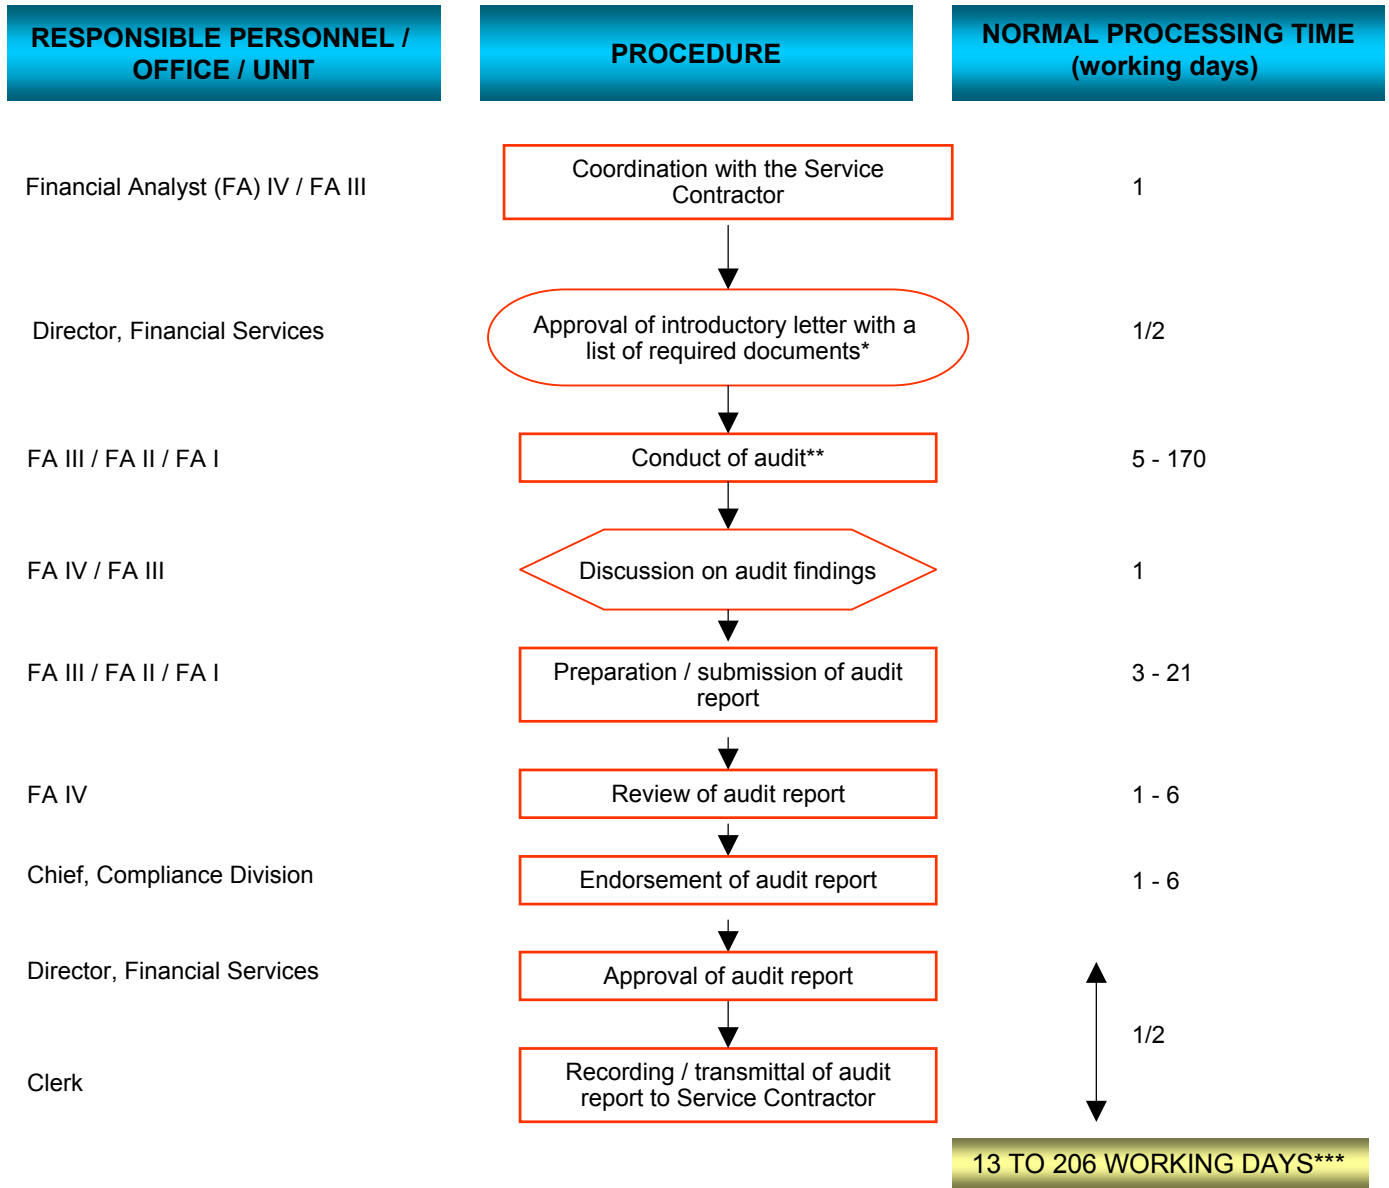 RESPONSIBLE PERSONNEL /
OFFICE / UNIT
PROCEDURE
NORMAL PROCESSING TIME
(working days)
Financial Analyst (FA) IV / FA III
Coordination with the Service
Contractor
1
Director, Financial Services
Approval of introductory letter with a
list of required documents*
1/2
FA III / FA II / FA I
Conduct of audit**
5 - 170
FA IV / FA III
Discussion on audit findings
1
FA III / FA II / FA I
Preparation / submission of audit
report
3 - 21
FA IV
Review of audit report
1 - 6
Chief, Compliance Division
Endorsement of audit report
1 - 6
Director, Financial Services
Approval of audit report
1/2
Clerk
Recording / transmittal of audit
report to Service Contractor
13 TO 206 WORKING DAYS***